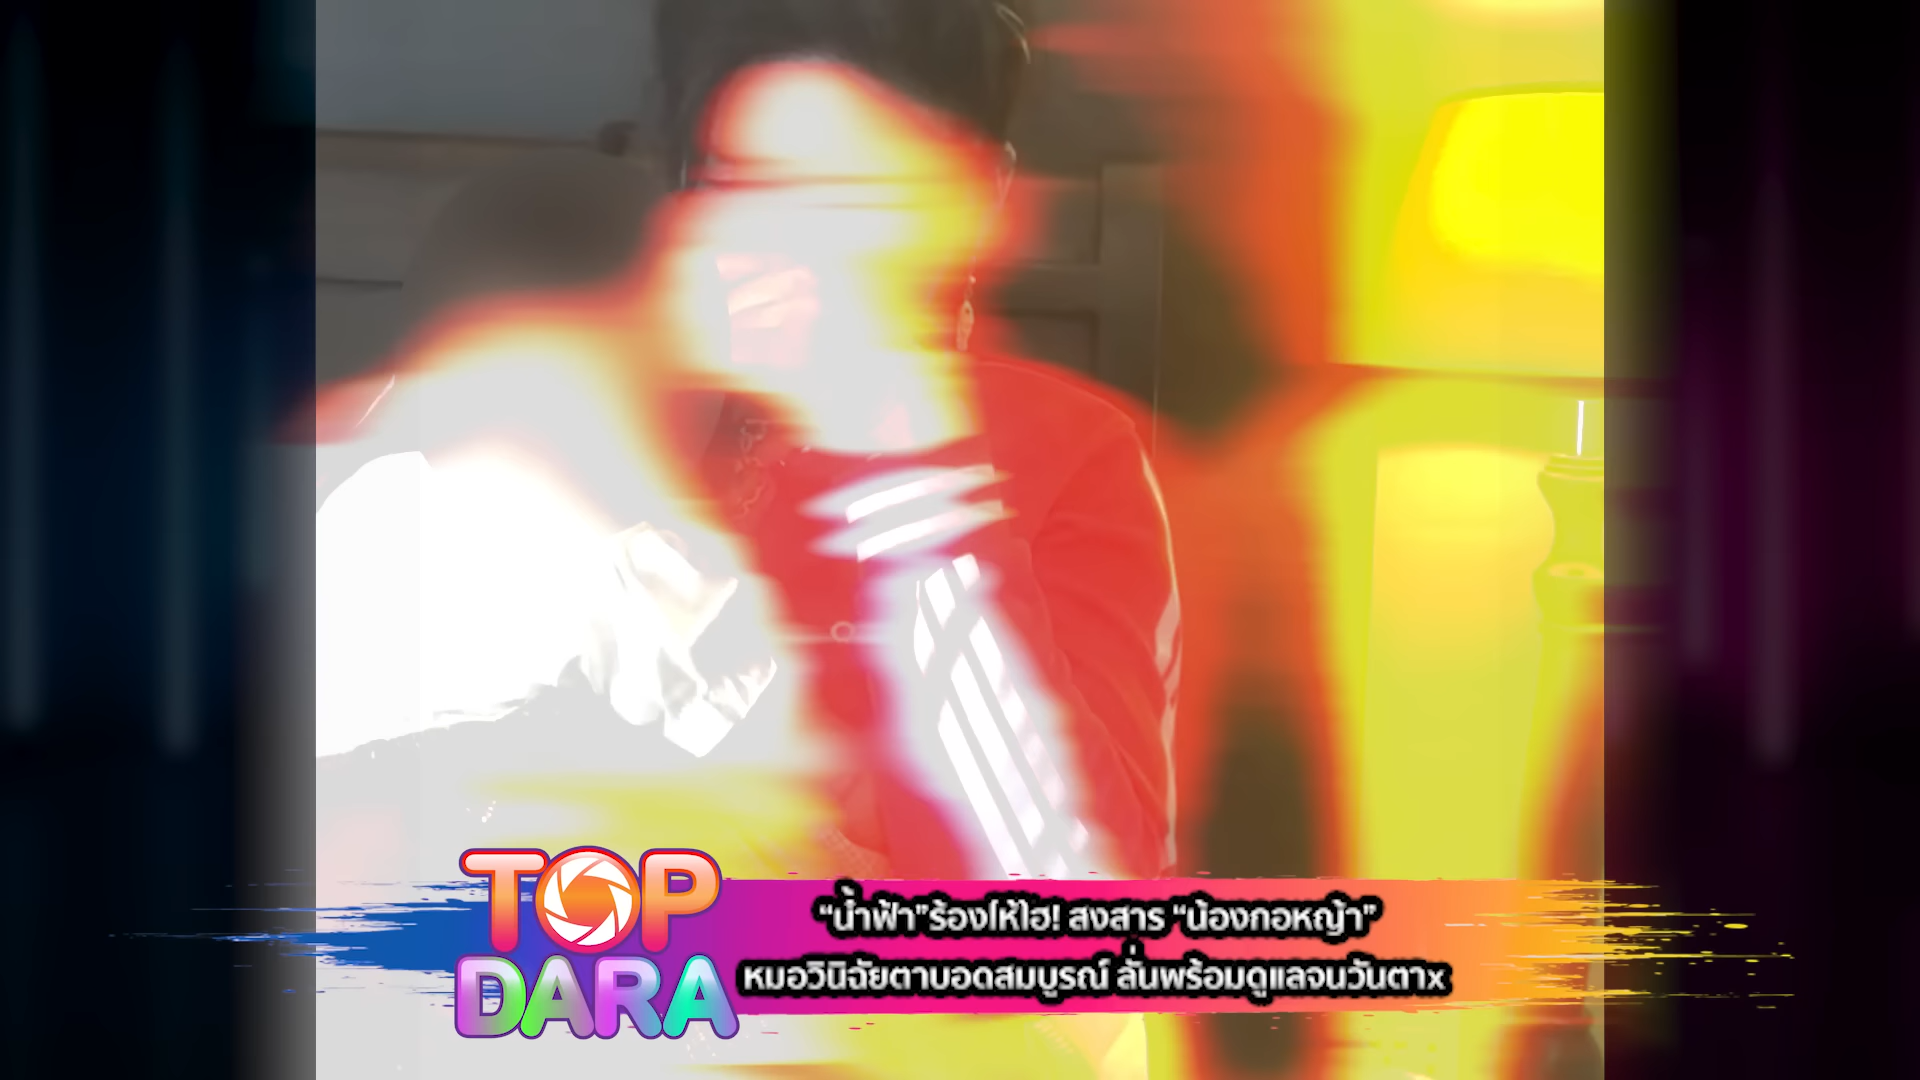 TOP
DARA
“น้ำฟ้า”ร้องไห้โฮ! สงสาร “น้องกอหญ้า”
หมอวินิจฉัยตาบอดสมบูรณ์ ลั่นพร้อมดูแลจนวันตาx